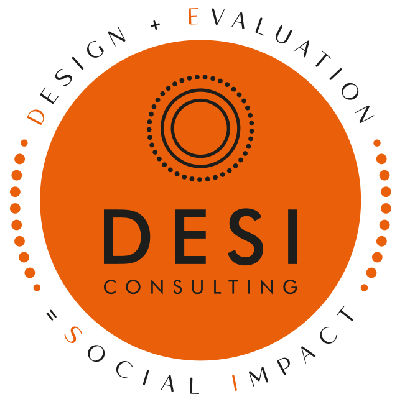 DESIGN + EVALUATION
DESI
CONSULTING
= SOCIAL IMPACT